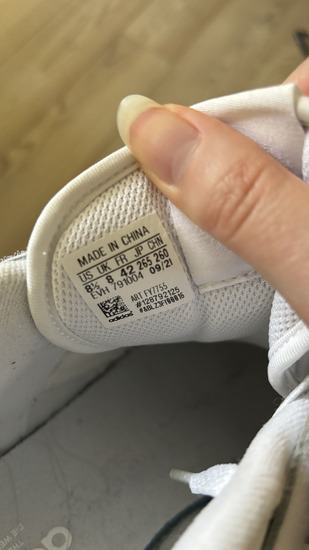 MADE IN CHINA
US UK FR JP CHN
8½ 8 42 265 260
EVH 791004 09/21
ART FY7755
#128792125
adidas